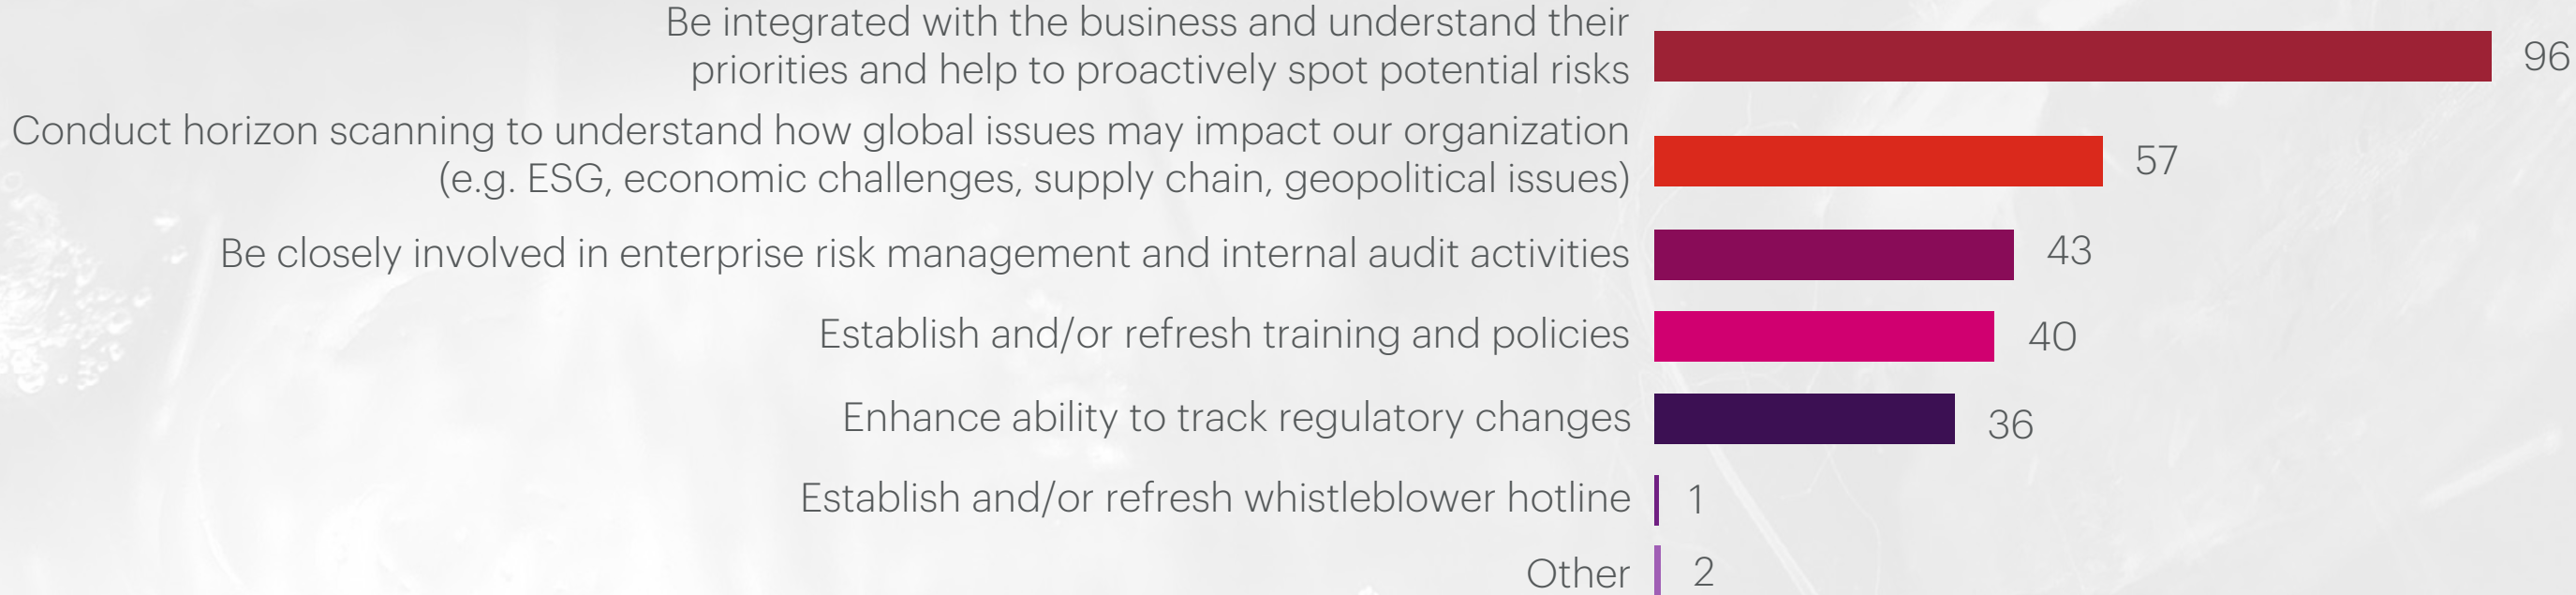 Be integrated with the business and understand their
priorities and help to proactively spot potential risks
96
Conduct horizon scanning to understand how global issues may impact our organization
(e.g. ESG, economic challenges, supply chain, geopolitical issues)
57
Be closely involved in enterprise risk management and internal audit activities
43
Establish and/or refresh training and policies
40
Enhance ability to track regulatory changes
36
Establish and/or refresh whistleblower hotline
1
Other
2